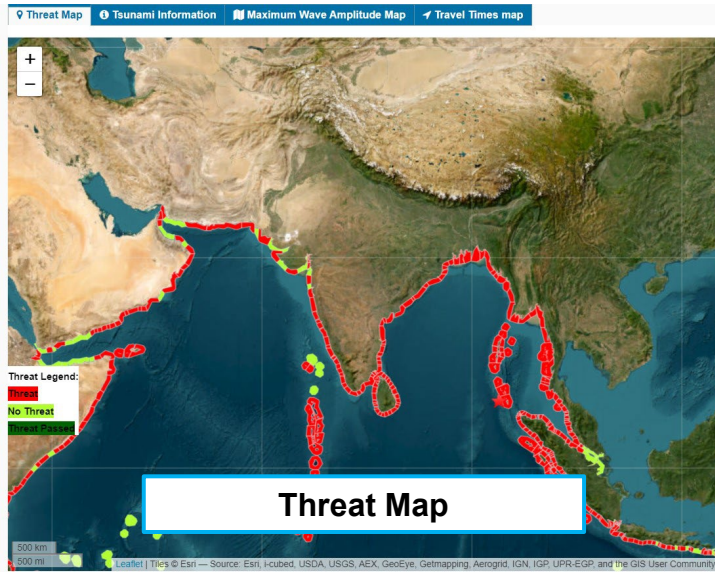 Threat Map Tsunami Information Maximum Wave Amplitude Map Travel Times map
+
−
Threat Legend:
Threat
No Threat
Threat Passed
Threat Map
500 km
500 mi
Leaflet | Tiles © Esri — Source: Esri, i-cubed, USDA, USGS, AEX, GeoEye, Getmapping, Aerogrid, IGN, IGP, UPR-EGP, and the GIS User Community